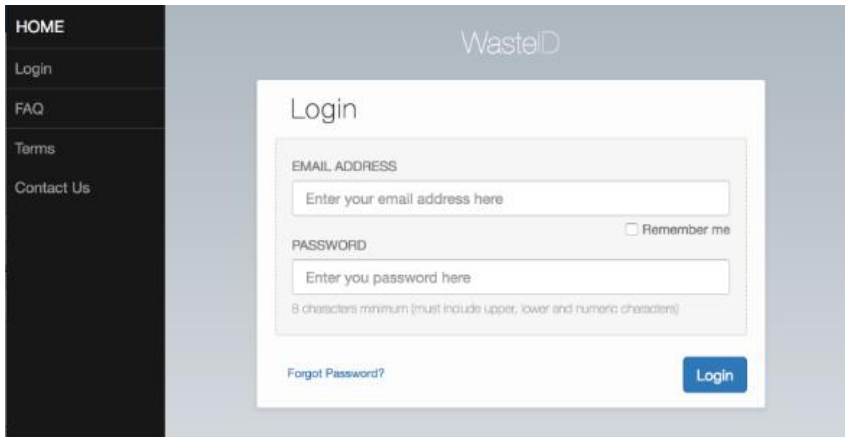 HOME
Login
FAQ
Terms
Contact Us
WasteID
Login
EMAIL ADDRESS
Enter your email address here
Remember me
PASSWORD
Enter you password here
8 characters minimum (must include upper, lower and numeric characters)
Forgot Password?
Login